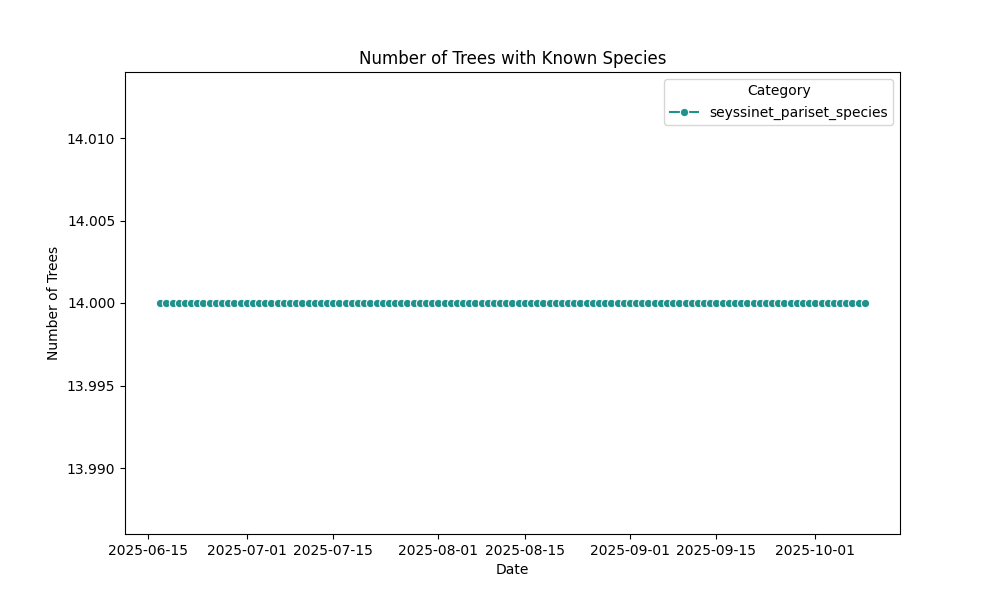 Number of Trees with Known Species
Category
seyssinet_pariset_species
14.010
14.005
14.000
13.995
13.990
Number of Trees
2025-06-15 2025-07-01 2025-07-15 2025-08-01 2025-08-15 2025-09-01 2025-09-15 2025-10-01
Date